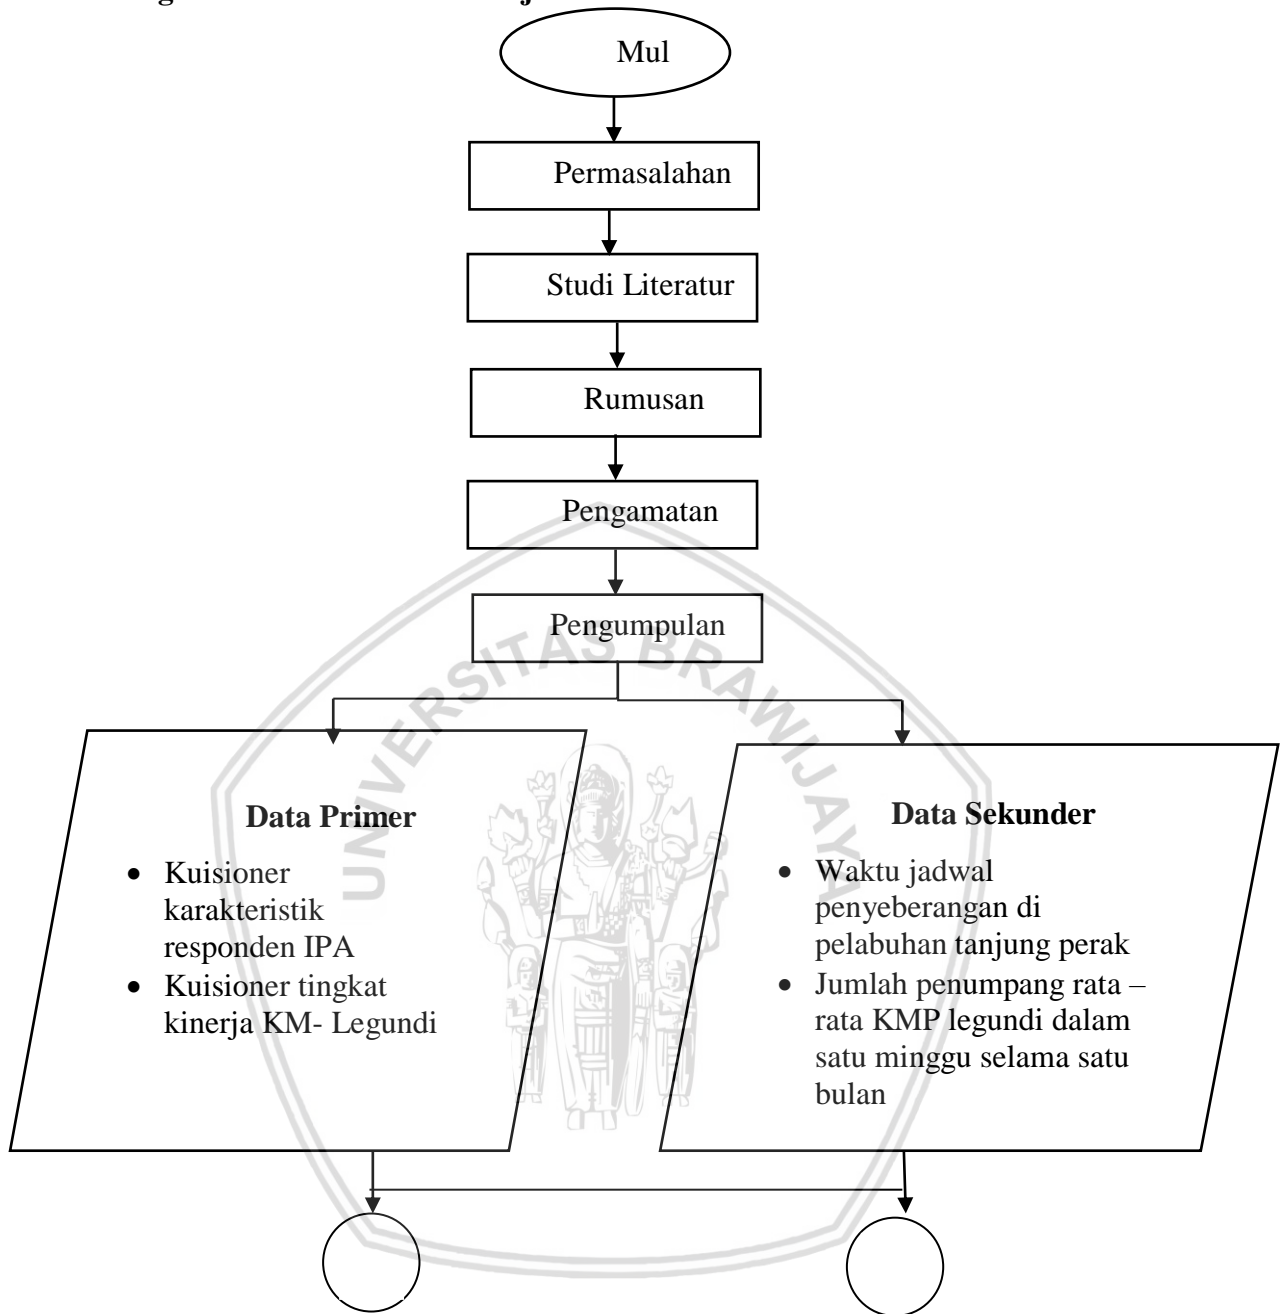 Mul
Permasalahan
Studi Literatur
Rumusan
Pengamatan
Pengumpulan
UNIVERSITAS BRAWIJAYA
Data Primer
• Kuisioner
karakteristik
responden IPA
• Kuisioner tingkat
kinerja KM- Legundi
Data Sekunder
• Waktu jadwal
penyeberangan di
pelabuhan tanjung perak
• Jumlah penumpang rata –
rata KMP legundi dalam
satu minggu selama satu
bulan